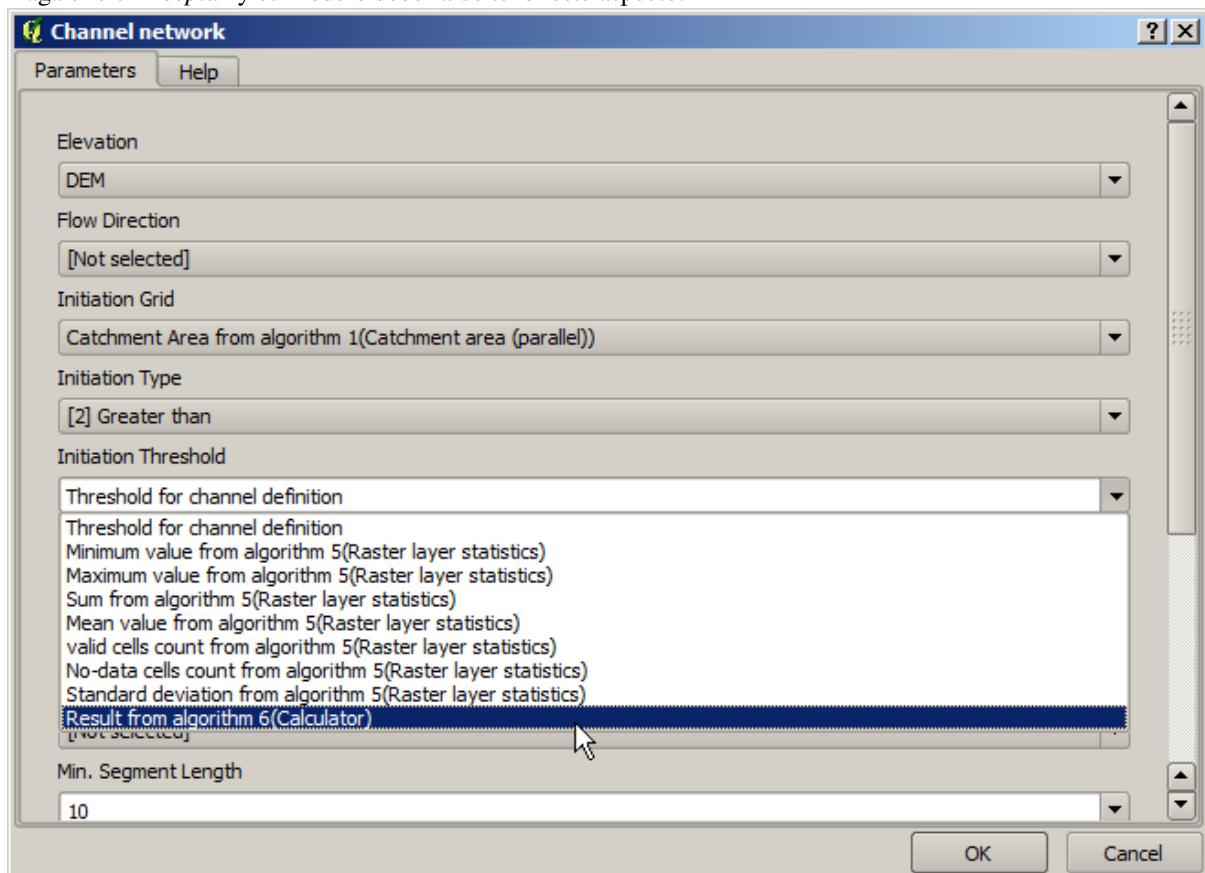 Channel network
Parameters Help
Elevation
DEM
Flow Direction
[Not selected]
Initiation Grid
Catchment Area from algorithm 1(Catchment area (parallel))
Initiation Type
[2] Greater than
Initiation Threshold
Threshold for channel definition
Threshold for channel definition
Minimum value from algorithm 5(Raster layer statistics)
Maximum value from algorithm 5(Raster layer statistics)
Sum from algorithm 5(Raster layer statistics)
Mean value from algorithm 5(Raster layer statistics)
valid cells count from algorithm 5(Raster layer statistics)
No-data cells count from algorithm 5(Raster layer statistics)
Standard deviation from algorithm 5(Raster layer statistics)
Result from algorithm 6(Calculator)
[Not selected]
Min. Segment Length
10
OK Cancel